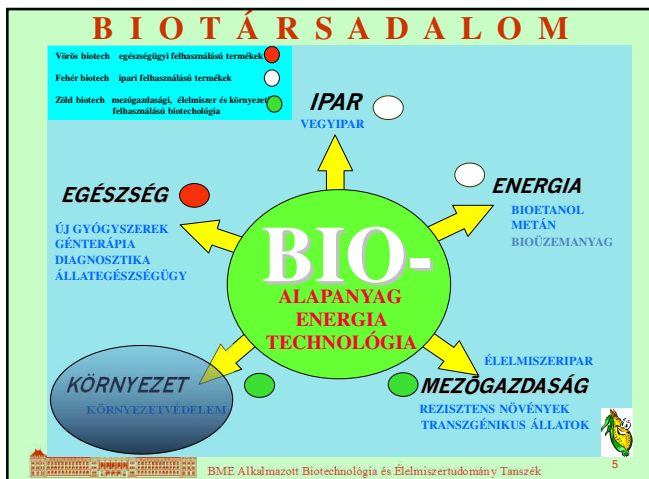 BIOTÁRSADALOM
Vörös biotech egészségügyi felhasználású termékek
Fehér biotech ipari felhasználású termékek
Zöld biotech mezőgazdasági, élelmiszer és környezet
felhasználású biotechológia
IPAR
VEGYIPAR
EGÉSZSÉG
ÚJ GYÓGYSZEREK
GÉNTERÁPIA
DIAGNOSZTIKA
ÁLLATEGÉSZSÉGÜGY
ENERGIA
BIOETANOL
METÁN
BIOÜZEMANYAG
BIO-
ALAPANYAG
ENERGIA
TECHNOLÓGIA
KÖRNYEZET
KÖRNYEZETVÉDELEM
ÉLELMISZERIPAR
MEZŐGAZDASÁG
REZISZTENS NÖVÉNYEK
TRANSZGÉNIKUS ÁLLATOK
BME Alkalmazott Biotechnológia és Élelmiszertudomány Tanszék
5